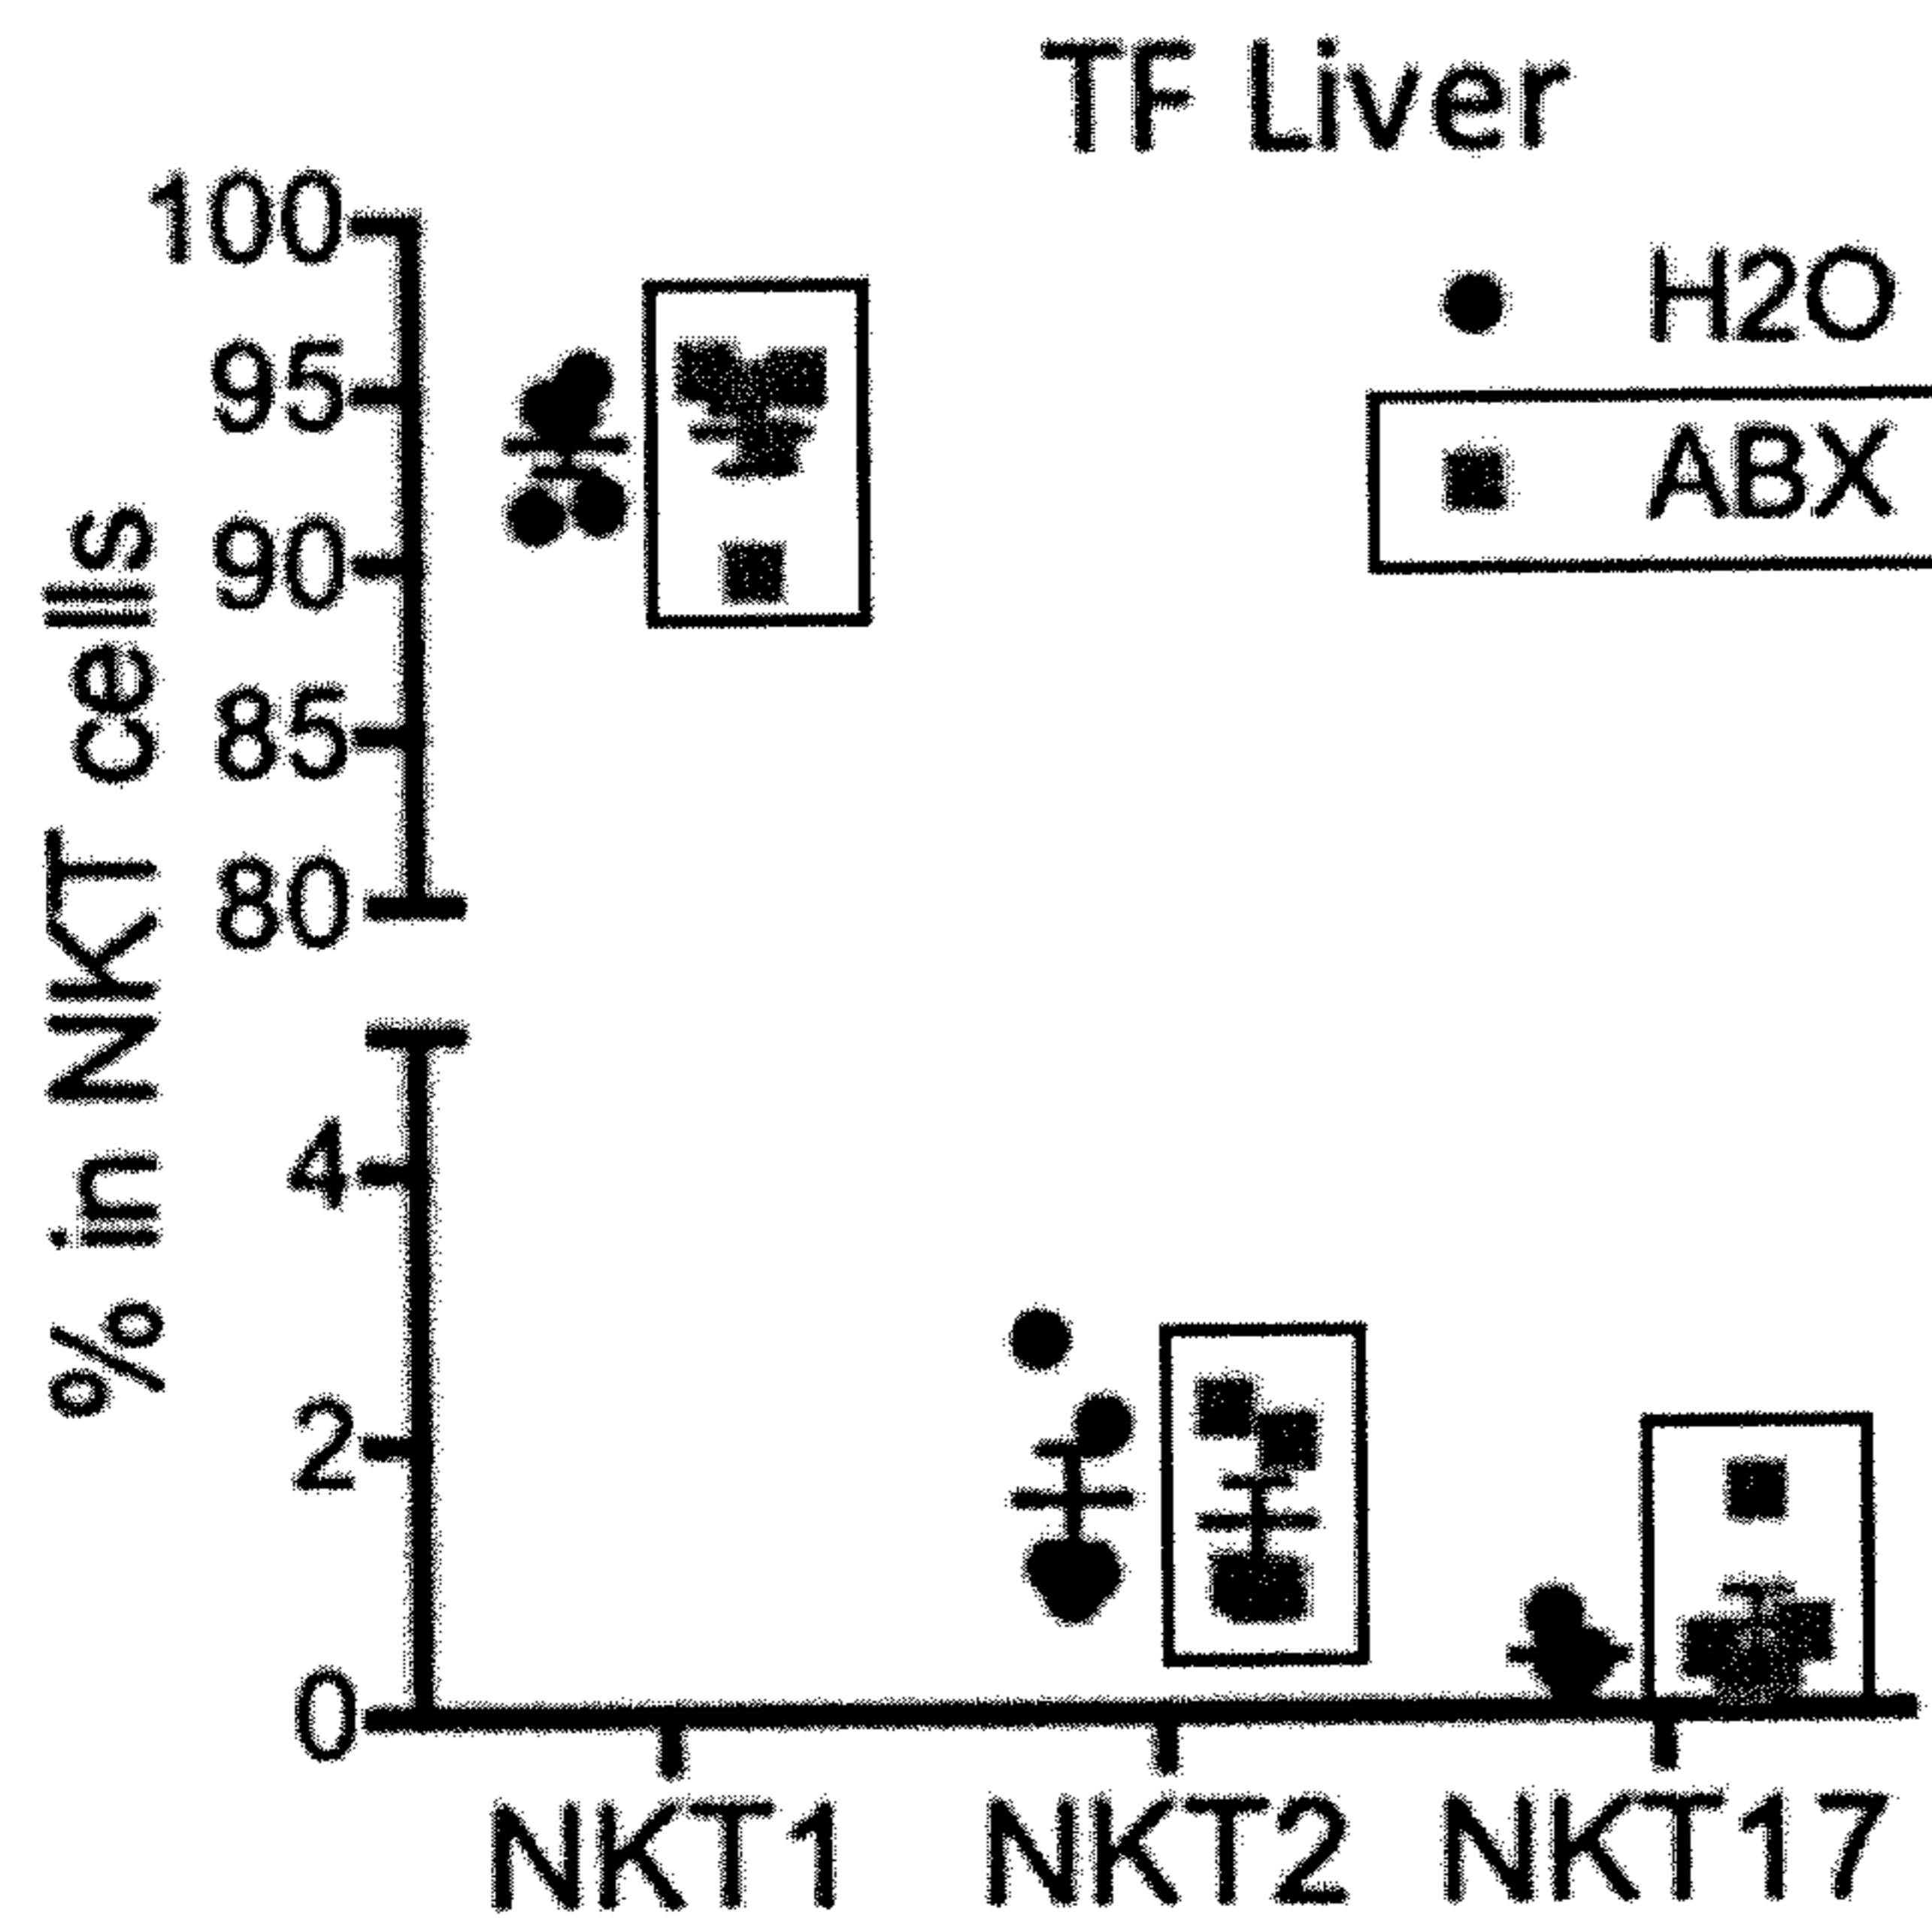 TF Liver
100
95
90
85
80
4
2
0
% in NKT cells
H2O
ABX
NKT1 NKT2 NKT17